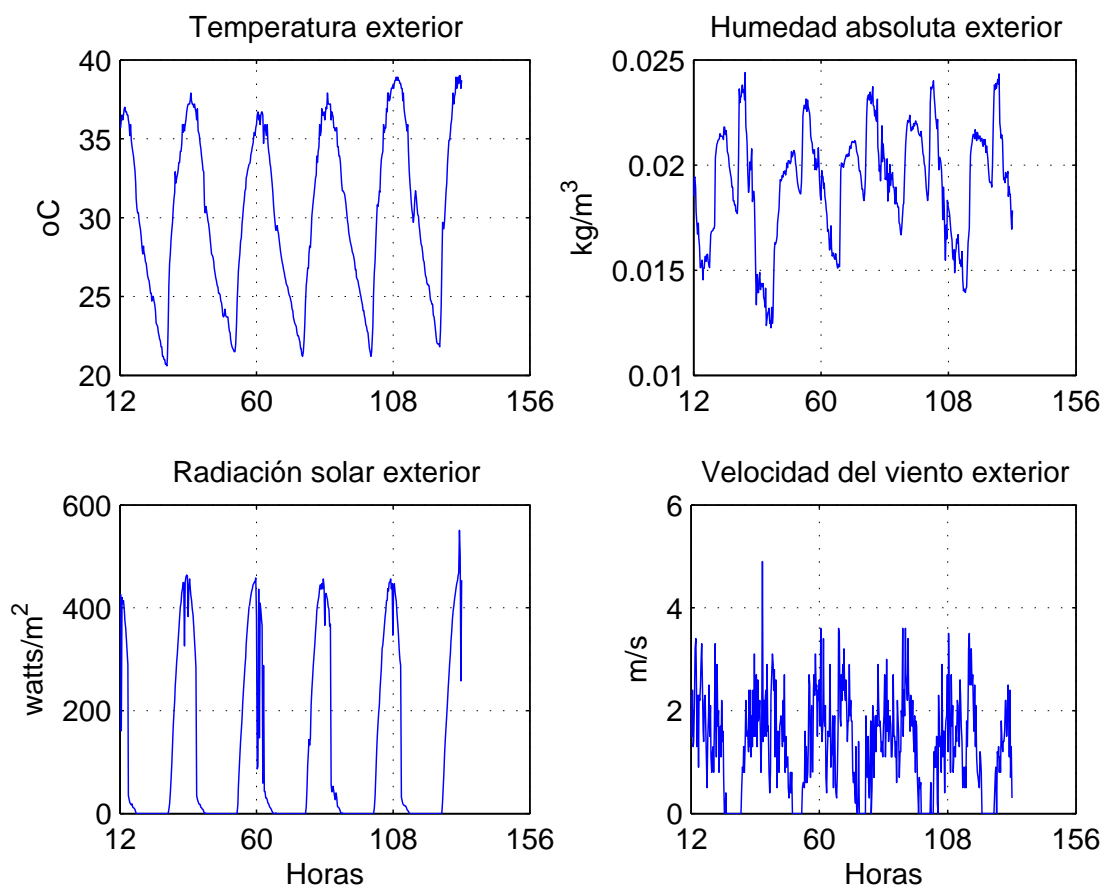 Temperatura exterior
oC
40
35
30
25
20
12 60 108 156
Humedad absoluta exterior
kg/m³
0.025
0.02
0.015
0.01
12 60 108 156
Radiación solar exterior
watts/m²
600
400
200
0
12 60 108 156
Horas
Velocidad del viento exterior
m/s
6
4
2
0
12 60 108 156
Horas